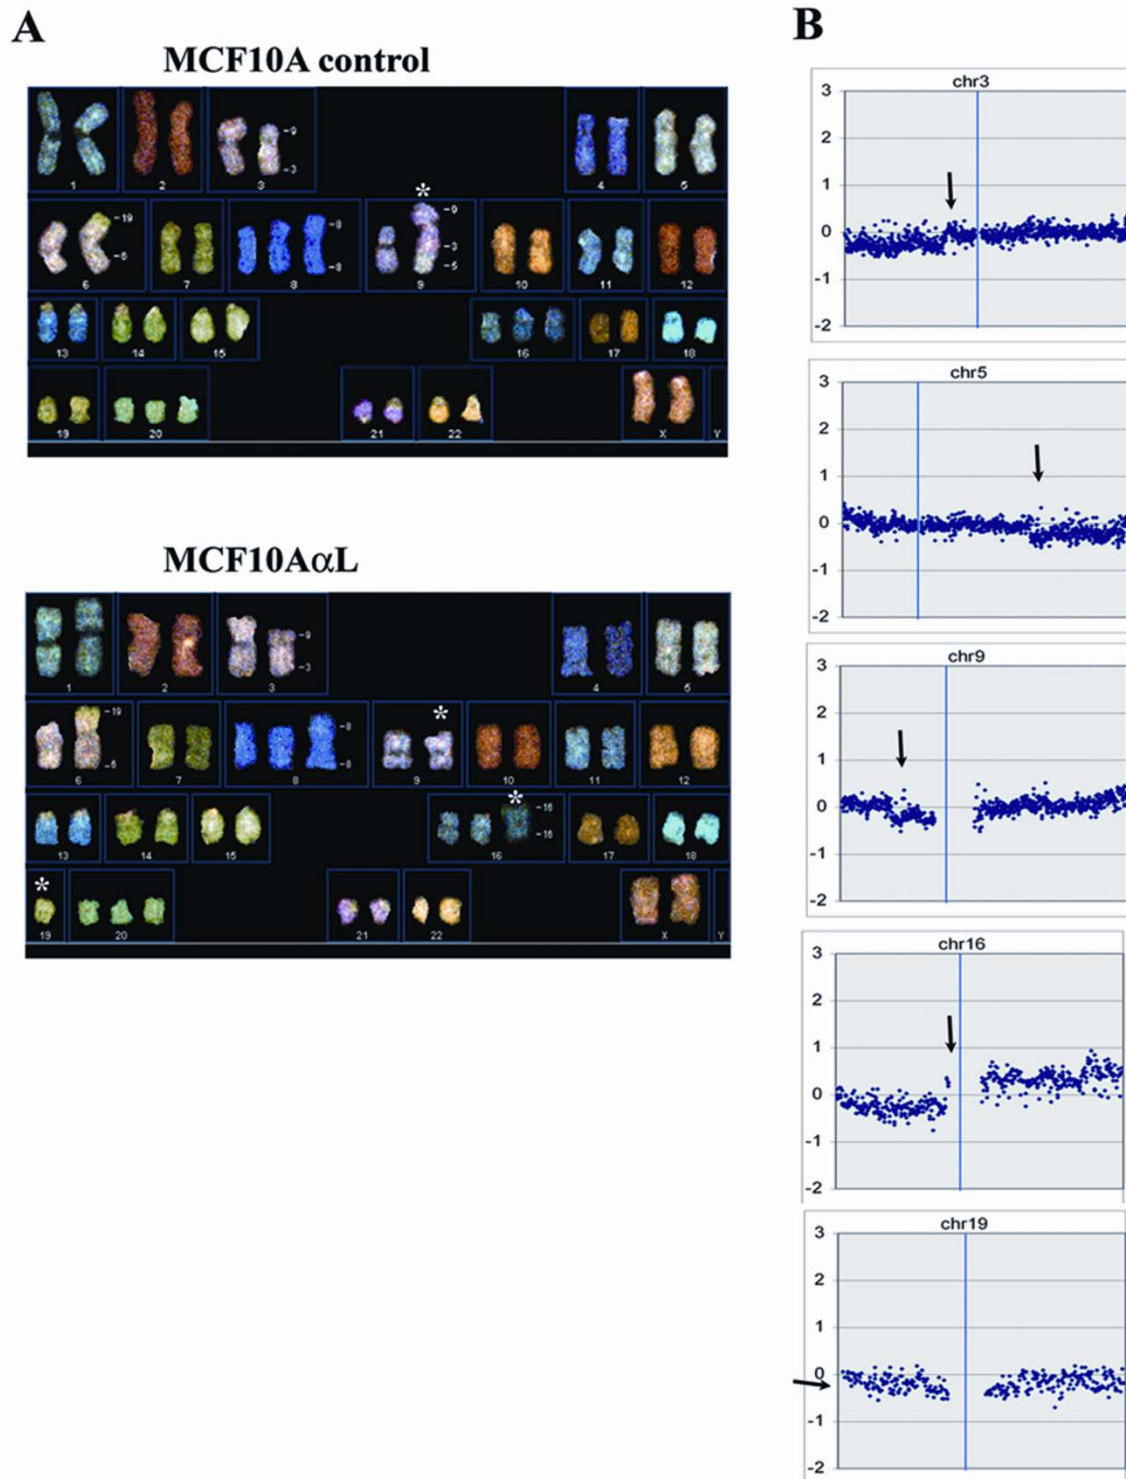 A
MCF10A control
1 2 3 -9 -3 4 5
*
6 -19 -6 7 8 -8 -8 9 -9 -3 -5 10 11 12
13 14 15 16 17 18
19 20 21 22 X Y
MCF10AαL
1 2 3 -9 -3 4 5
*
6 -19 -6 7 8 -8 -8 9 10 11 12
*
13 14 15 16 -16 -16 17 18
*
19 20 21 22 X Y
B
chr3
3
2
1
0
-1
-2
chr5
3
2
1
0
-1
-2
chr9
3
2
1
0
-1
-2
chr16
3
2
1
0
-1
-2
chr19
3
2
1
0
-1
-2